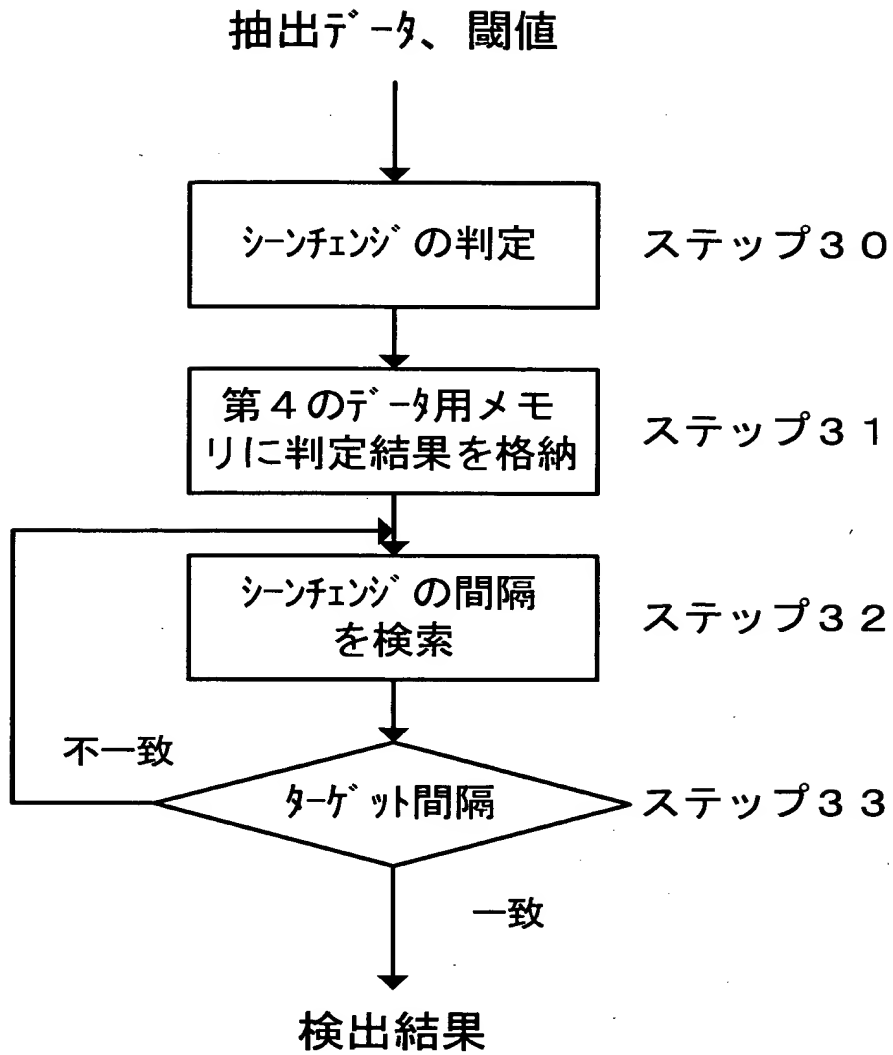 抽出ﾃﾞｰﾀ、閾値
ｼｰﾝﾁｪﾝｼﾞの判定
ステップ３０
第４のﾃﾞｰﾀ用メモ
リに判定結果を格納
ステップ３１
ｼｰﾝﾁｪﾝｼﾞの間隔
を検索
ステップ３２
不一致
ﾀｰｹﾞｯﾄ間隔
ステップ３３
一致
検出結果